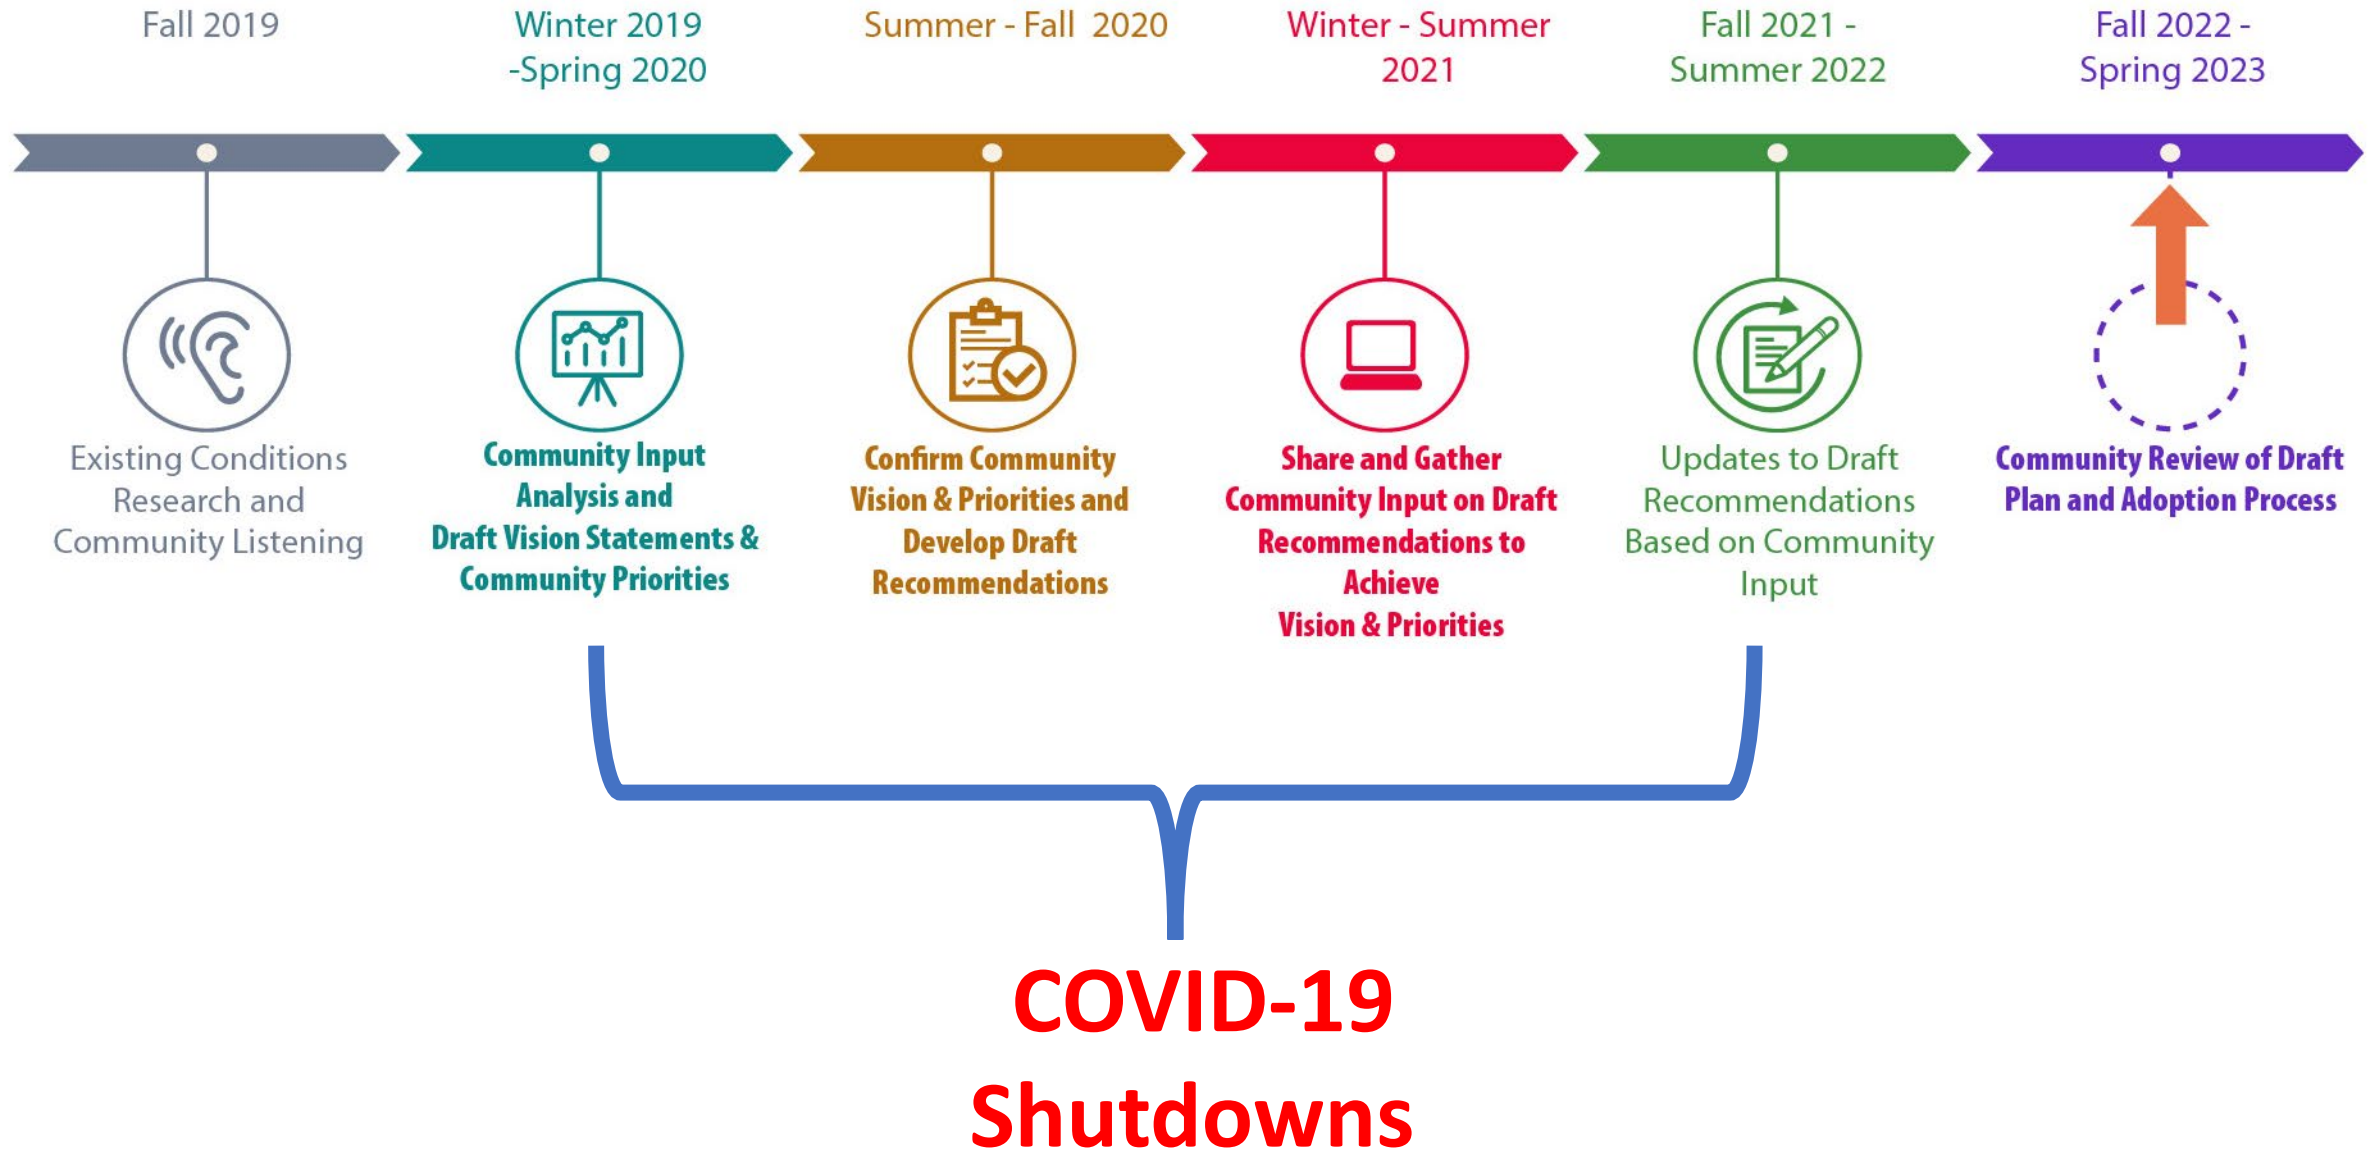 Fall 2019
Winter 2019
-Spring 2020
Summer - Fall 2020
Winter - Summer
2021
Fall 2021 -
Summer 2022
Fall 2022 -
Spring 2023
Existing Conditions
Research and
Community Listening
Community Input
Analysis and
Draft Vision Statements &
Community Priorities
Confirm Community
Vision & Priorities and
Develop Draft
Recommendations
Share and Gather
Community Input on Draft
Recommendations to
Achieve
Vision & Priorities
Updates to Draft
Recommendations
Based on Community
Input
Community Review of Draft
Plan and Adoption Process
COVID-19
Shutdowns